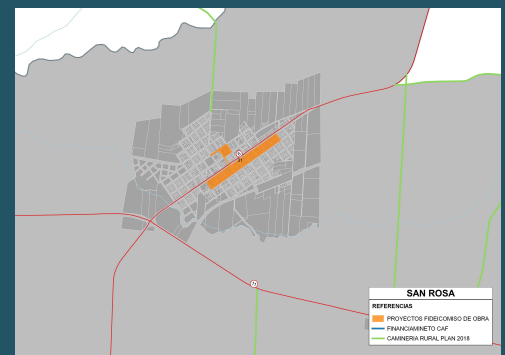 SAN ROSA
REFERENCIAS
PROYECTOS FIDEICOMISO DE OBRA
FINANCIAMINETO CAF
CAMINERIA RURAL PLAN 2018